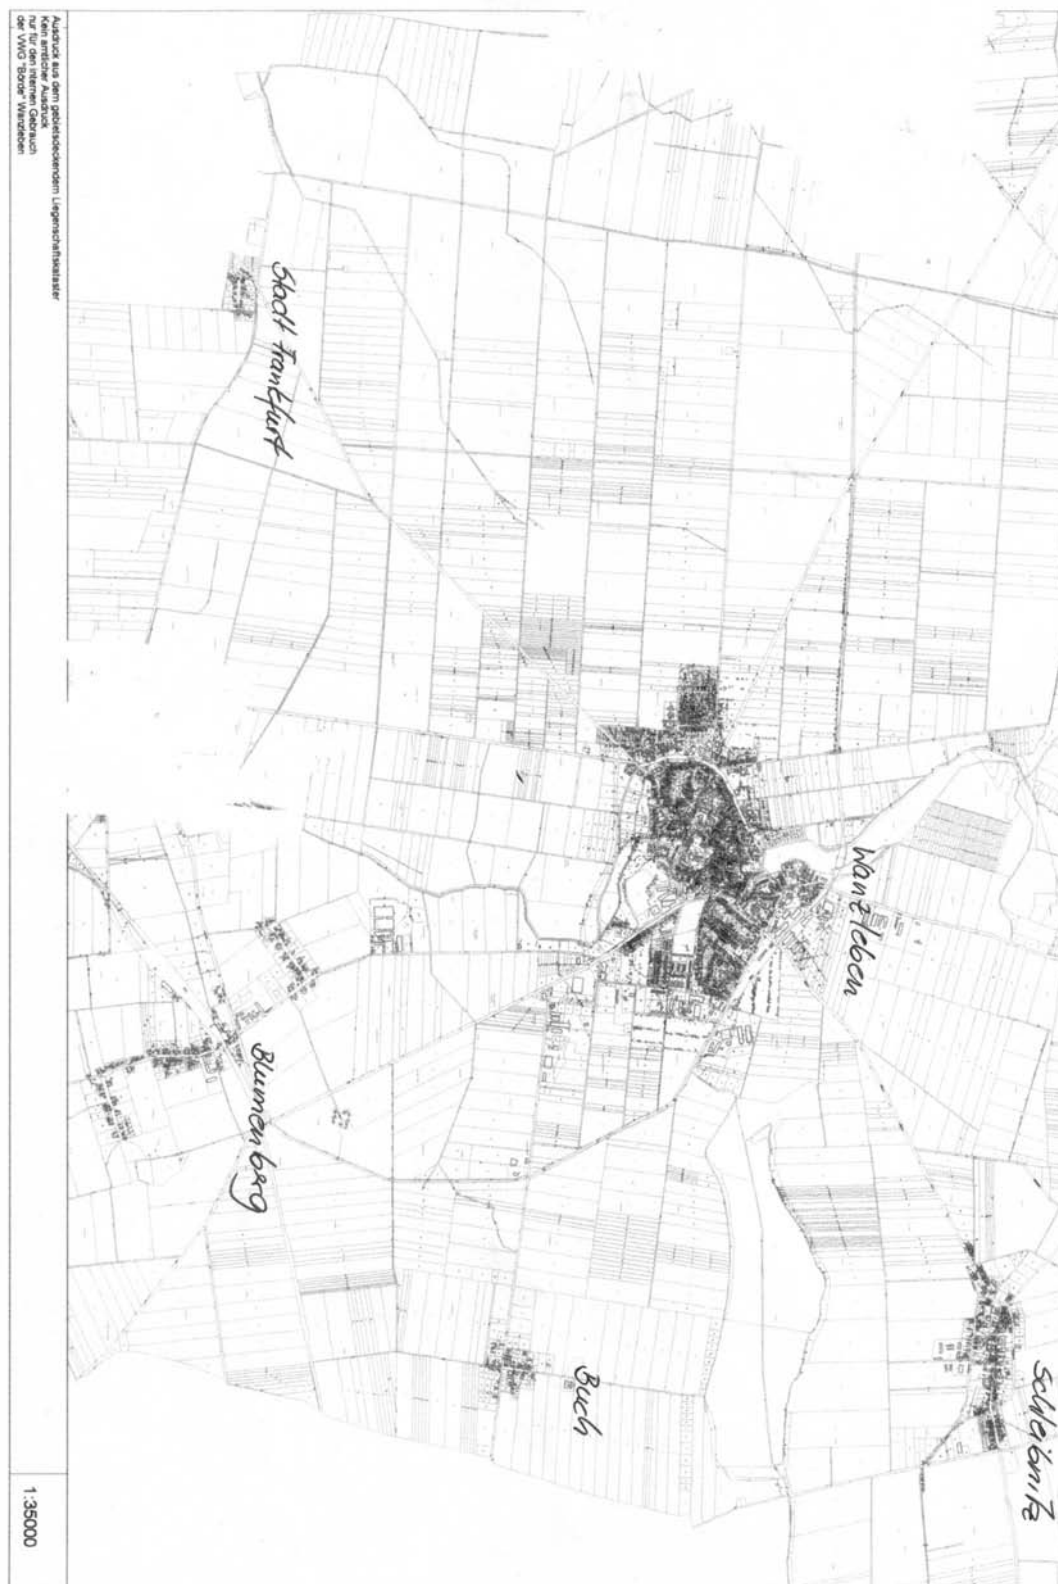 Stadt Frankfurt
Wanzleben
Blumenberg
Buch
Schleibnitz
Ausdruck aus dem gebietsdeckendem Liegenschaftskataster
Kein amtlicher Ausdruck
nur für den internen Gebrauch
der VWG "Börde" Wanzleben
1:35000